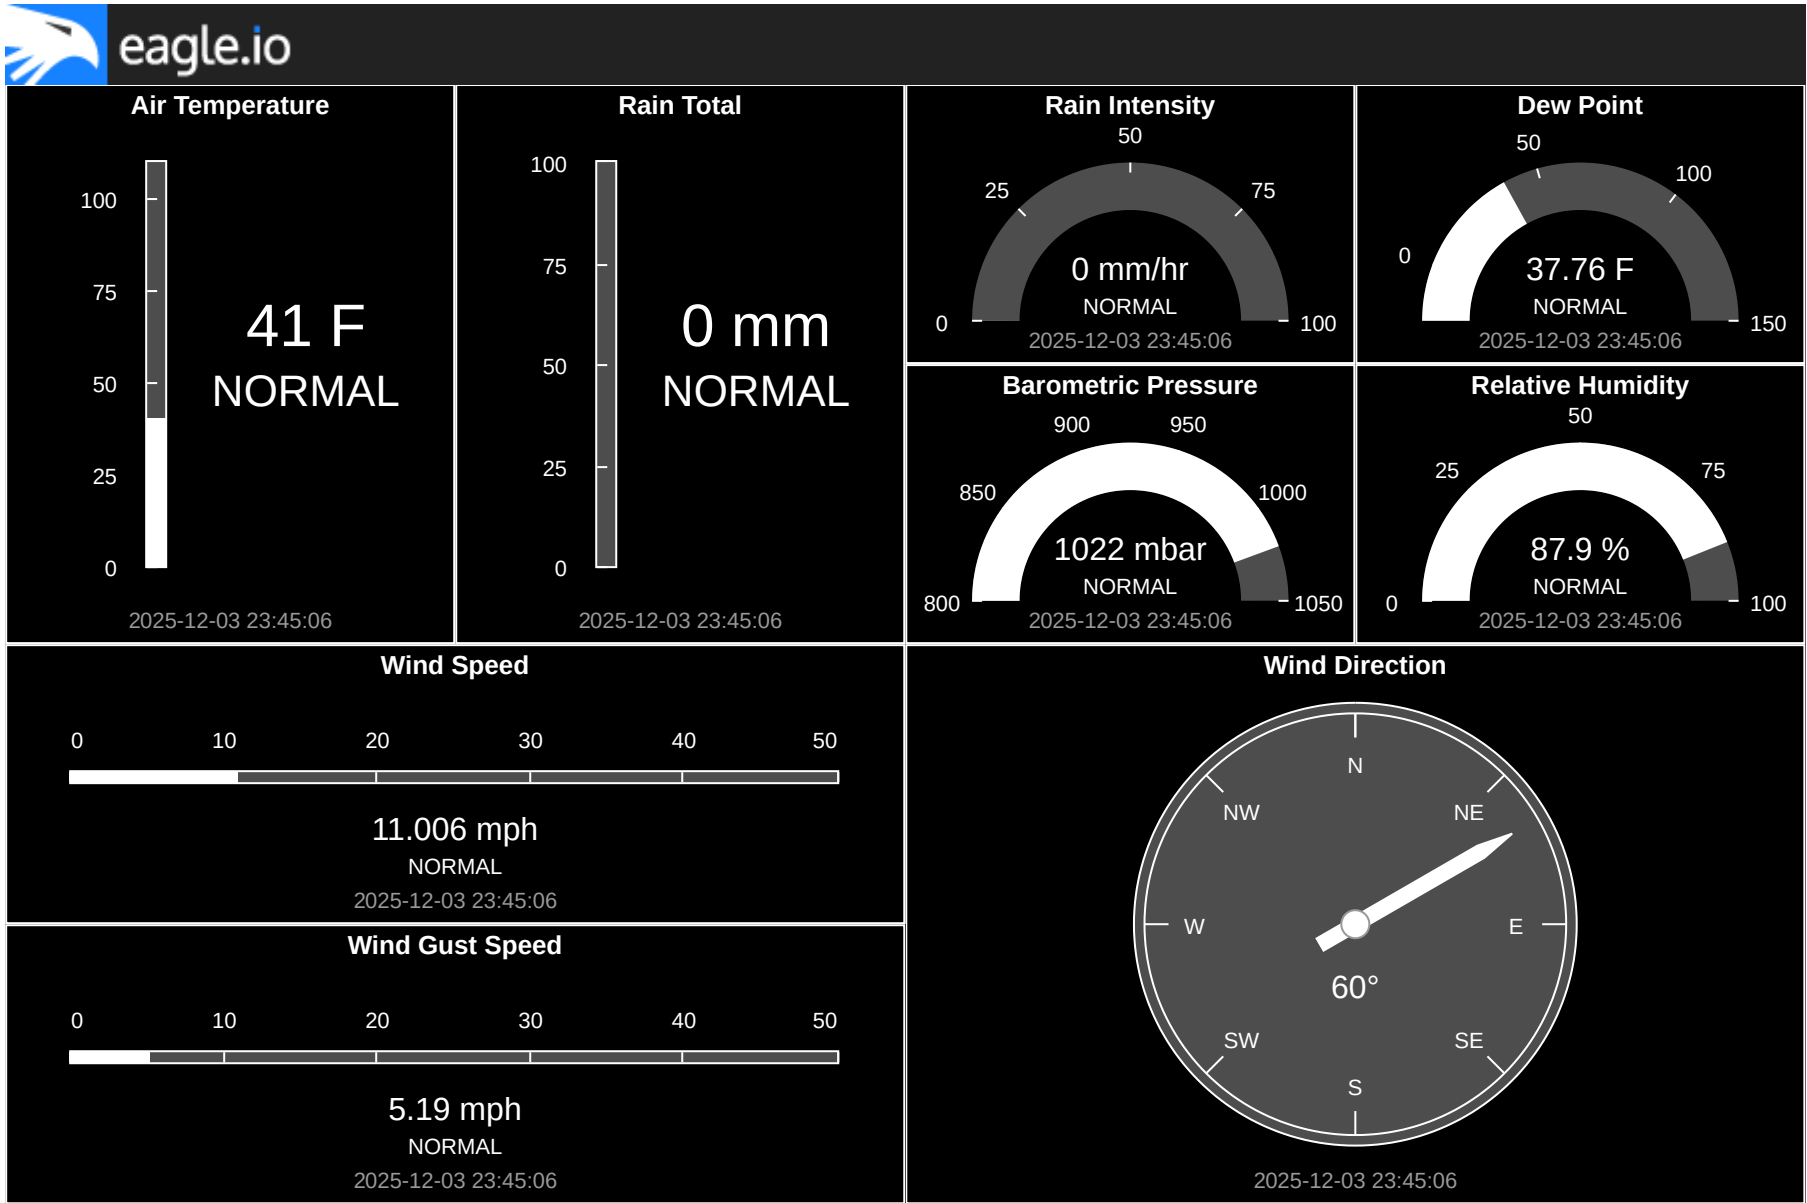 eagle.io
Air Temperature
100
75
50
25
0
41 F
NORMAL
2025-12-03 23:45:06
Rain Total
100
75
50
25
0
0 mm
NORMAL
2025-12-03 23:45:06
Rain Intensity
50
25
75
0
100
0 mm/hr
NORMAL
2025-12-03 23:45:06
Dew Point
50
100
0
150
37.76 F
NORMAL
2025-12-03 23:45:06
Barometric Pressure
900
950
850
1000
800
1050
1022 mbar
NORMAL
2025-12-03 23:45:06
Relative Humidity
50
25
75
0
100
87.9 %
NORMAL
2025-12-03 23:45:06
Wind Speed
0 10 20 30 40 50
11.006 mph
NORMAL
2025-12-03 23:45:06
Wind Gust Speed
0 10 20 30 40 50
5.19 mph
NORMAL
2025-12-03 23:45:06
Wind Direction
N
NW
NE
W
E
60°
SW
SE
S
2025-12-03 23:45:06